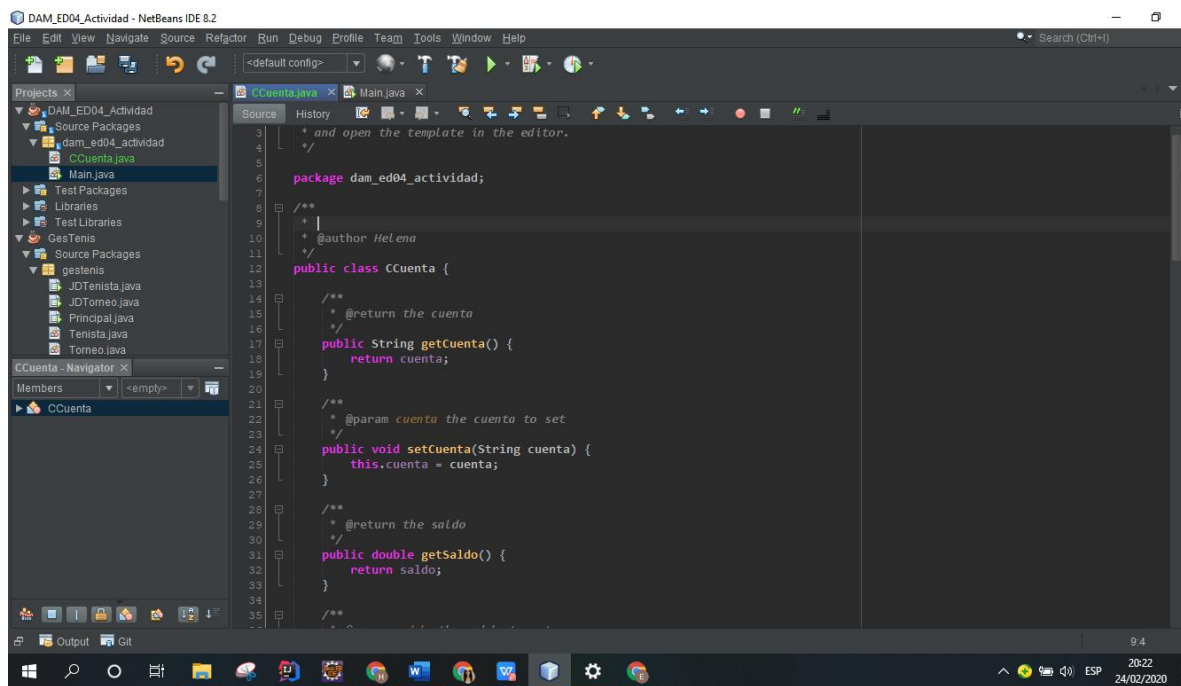 DAM_ED04_Actividad - NetBeans IDE 8.2
File Edit View Navigate Source Refactor Run Debug Profile Team Tools Window Help
Search (Ctrl+I)
<default config>
Projects
CCuenta.java
Main.java
DAM_ED04_Actividad
Source Packages
dam_ed04_actividad
CCuenta.java
Main.java
Test Packages
Libraries
Test Libraries
GesTenis
Source Packages
gestenis
JDTenista.java
JDTorneo.java
Principal.java
Tenista.java
Torneo.java
CCuenta - Navigator
Members
<empty>
CCuenta
Source History
3 * and open the template in the editor.
4 */
5
6 package dam_ed04_actividad;
7
8 /**
9 *
10 * @author Helena
11 */
12 public class CCuenta {
13
14 /**
15 * @return the cuenta
16 */
17 public String getCuenta() {
18 return cuenta;
19 }
20
21 /**
22 * @param cuenta the cuenta to set
23 */
24 public void setCuenta(String cuenta) {
25 this.cuenta = cuenta;
26 }
27
28 /**
29 * @return the saldo
30 */
31 public double getSaldo() {
32 return saldo;
33 }
34
35 /**
Output Git
9:4
ESP
20:22
24/02/2020